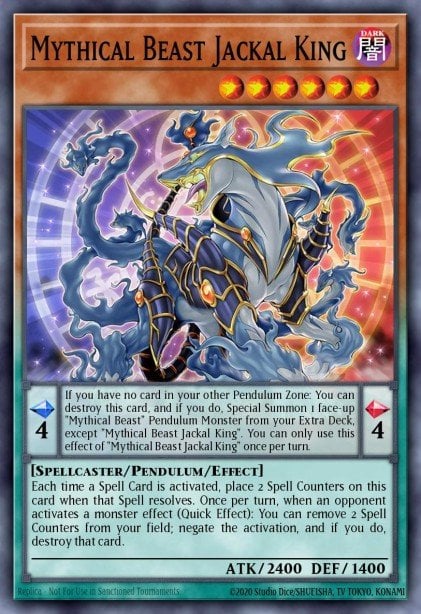 Mythical Beast Jackal King
DARK
闇
If you have no card in your other Pendulum Zone: You can
destroy this card, and if you do, Special Summon 1 face-up
"Mythical Beast" Pendulum Monster from your Extra Deck,
except "Mythical Beast Jackal King". You can only use this
effect of "Mythical Beast Jackal King" once per turn.
4
4
[Spellcaster/Pendulum/Effect]
Each time a Spell Card is activated, place 2 Spell Counters on
this card when that Spell resolves. Once per turn, when an opponent
activates a monster effect (Quick Effect): You can remove 2 Spell
Counters from your field; negate the activation, and if you do,
destroy that card.
ATK/2400 DEF/1400
Replica - Not For Use in Sanctioned Tournaments
©2020 Studio Dice/SHUEISHA, TV TOKYO, KONAMI